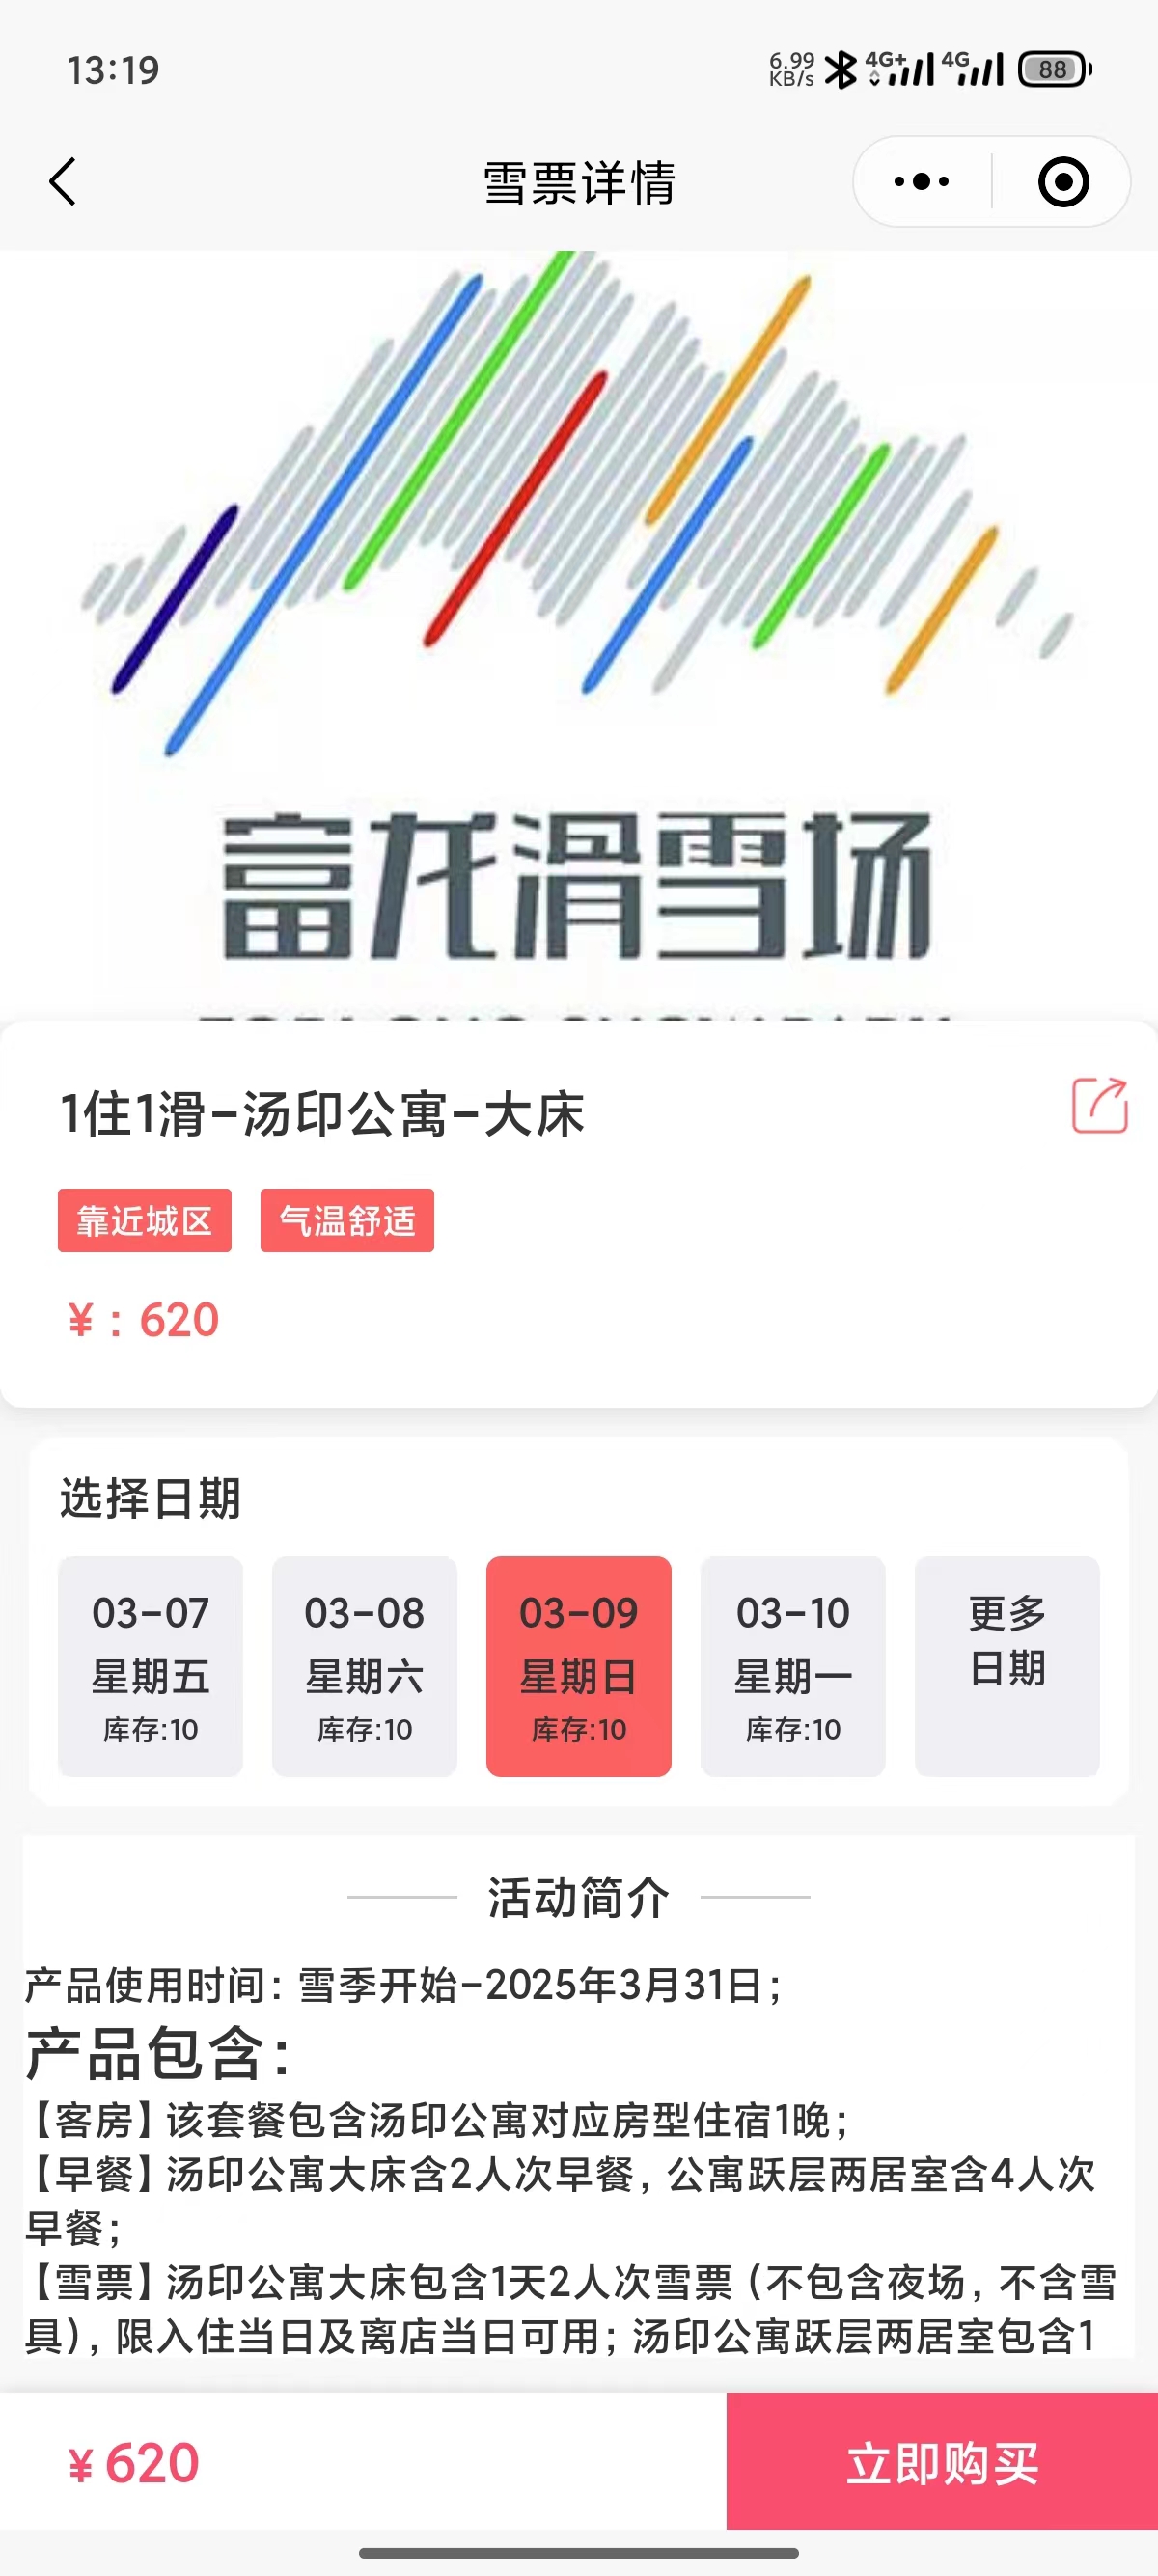 13:19
6.99
KB/s
4G+
4G
88
雪票详情
富龙滑雪场
1住1滑-汤印公寓-大床
靠近城区
气温舒适
¥：620
选择日期
03-07
星期五
库存:10
03-08
星期六
库存:10
03-09
星期日
库存:10
03-10
星期一
库存:10
更多
日期
活动简介
产品使用时间：雪季开始-2025年3月31日；
产品包含：
【客房】该套餐包含汤印公寓对应房型住宿1晚；
【早餐】汤印公寓大床含2人次早餐，公寓跃层两居室含4人次
早餐；
【雪票】汤印公寓大床包含1天2人次雪票（不包含夜场，不含雪
具），限入住当日及离店当日可用；汤印公寓跃层两居室包含1
¥620
立即购买